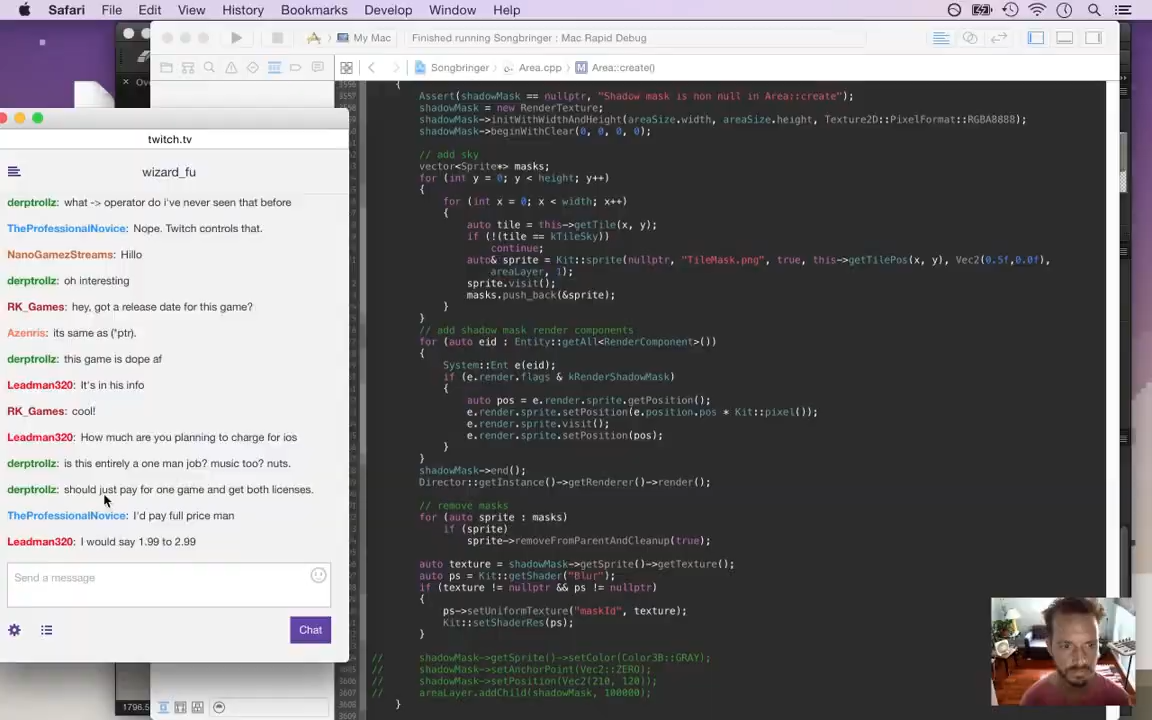 Safari File Edit View History Bookmarks Develop Window Help
My Mac Finished running Songbringer : Mac Rapid Debug
Songbringer Area.cpp Area::create()
twitch.tv
wizard_fu
derptrollz: what -> operator do i've never seen that before
TheProfessionalNovice: Nope. Twitch controls that.
NanoGamezStreams: Hillo
derptrollz: oh interesting
RK_Games: hey, got a release date for this game?
Azenris: its same as (*ptr).
derptrollz: this game is dope af
Leadman320: It's in his info
RK_Games: cool!
Leadman320: How much are you planning to charge for ios
derptrollz: is this entirely a one man job? music too? nuts.
derptrollz: should just pay for one game and get both licenses.
TheProfessionalNovice: I'd pay full price man
Leadman320: I would say 1.99 to 2.99
Send a message
Chat
{
Assert(shadowMask == nullptr, "Shadow mask is non null in Area::create");
shadowMask = new RenderTexture;
shadowMask->initWithWidthAndHeight(areaSize.width, areaSize.height, Texture2D::PixelFormat::RGBA8888);
shadowMask->beginWithClear(0, 0, 0, 0);
// add sky
vector<Sprite*> masks;
for (int y = 0; y < height; y++)
{
for (int x = 0; x < width; x++)
{
auto tile = this->getTile(x, y);
if (!(tile == kTileSky))
continue;
auto& sprite = Kit::sprite(nullptr, "TileMask.png", true, this->getTilePos(x, y), Vec2(0.5f,0.0f),
areaLayer, 1);
sprite.visit();
masks.push_back(&sprite);
}
}
// add shadow mask render components
for (auto eid : Entity::getAll<RenderComponent>())
{
System::Ent e(eid);
if (e.render.flags & kRenderShadowMask)
{
auto pos = e.render.sprite.getPosition();
e.render.sprite.setPosition(e.position.pos * Kit::pixel());
e.render.sprite.visit();
e.render.sprite.setPosition(pos);
}
}
shadowMask->end();
Director::getInstance()->getRenderer()->render();
// remove masks
for (auto sprite : masks)
if (sprite)
sprite->removeFromParentAndCleanup(true);
auto texture = shadowMask->getSprite()->getTexture();
auto ps = Kit::getShader("Blur");
if (texture != nullptr && ps != nullptr)
{
ps->setUniformTexture("maskId", texture);
Kit::setShaderRes(ps);
}
// shadowMask->getSprite()->setColor(Color3B::GRAY);
// shadowMask->setAnchorPoint(Vec2::ZERO);
// shadowMask->setPosition(Vec2(210, 120));
// areaLayer.addChild(shadowMask, 100000);
}